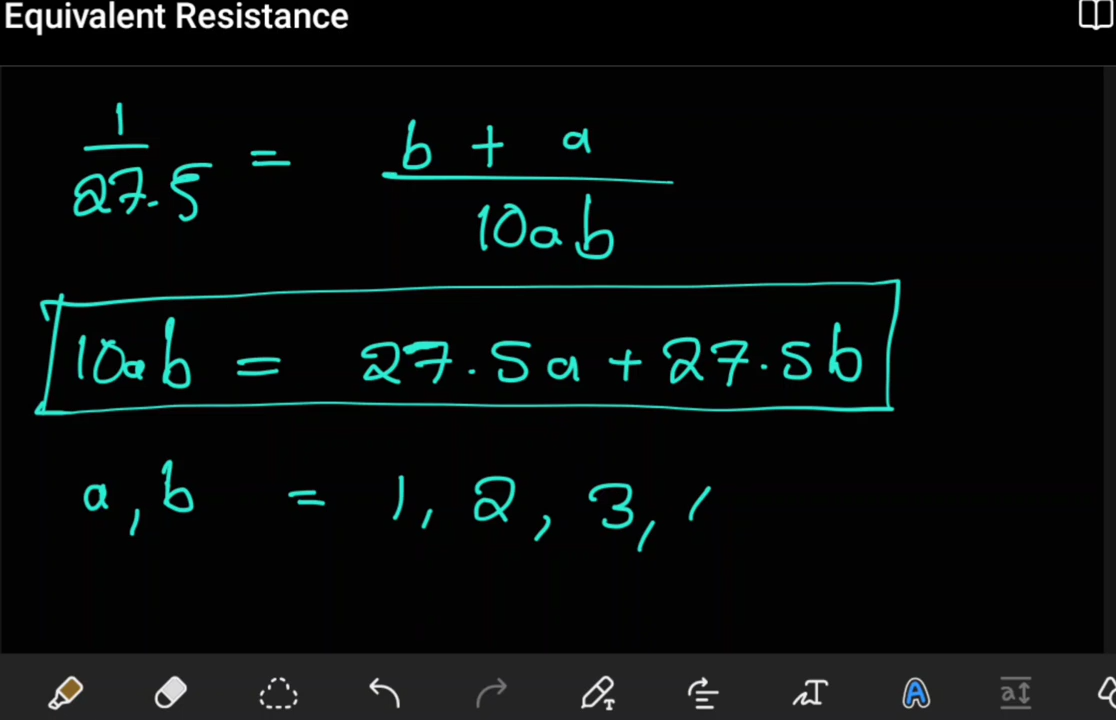 Equivalent Resistance
1/27.5 = (b + a)/(10ab)
10ab = 27.5a + 27.5b
a, b = 1, 2, 3, (